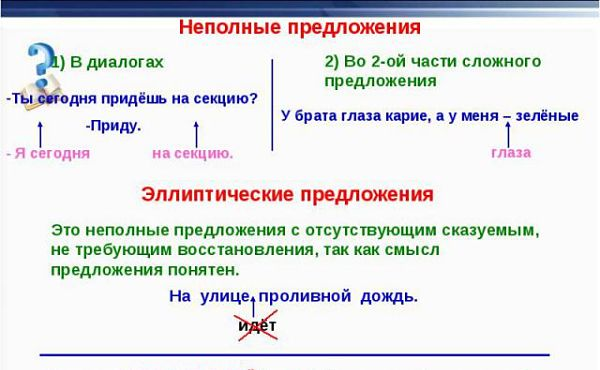 Неполные предложения
1) В диалогах
-Ты сегодня придёшь на секцию?
-Приду.
- Я сегодня на секцию.
2) Во 2-ой части сложного
предложения
У брата глаза карие, а у меня – зелёные
глаза
Эллиптические предложения
Это неполные предложения с отсутствующим сказуемым,
не требующим восстановления, так как смысл
предложения понятен.
На улице проливной дождь.
идёт